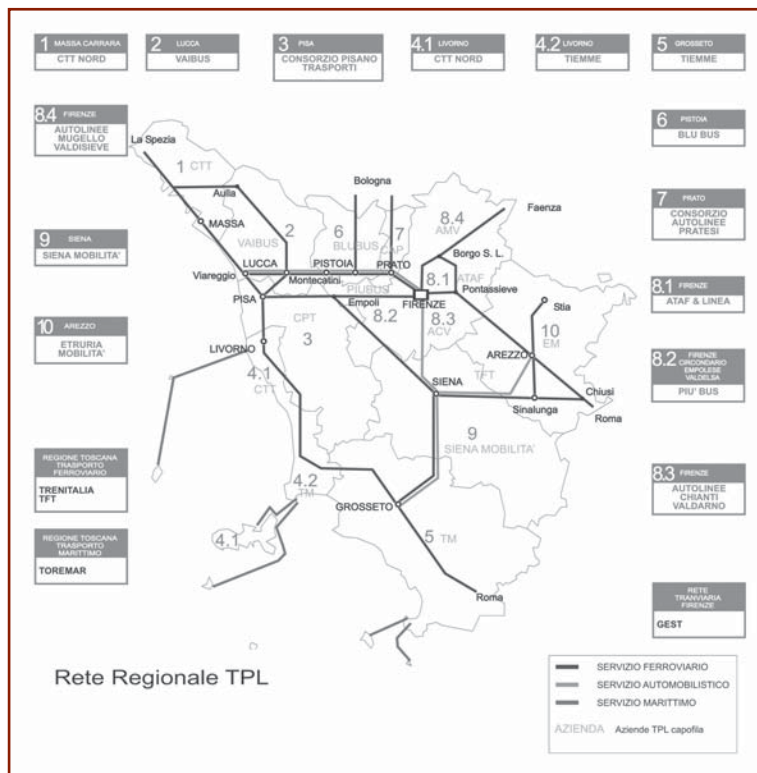 1 MASSA CARRARA
CTT NORD
2 LUCCA
VAIBUS
3 PISA
CONSORZIO PISANO
TRASPORTI
4.1 LIVORNO
CTT NORD
4.2 LIVORNO
TIEMME
5 GROSSETO
TIEMME
8.4 FIRENZE
AUTOLINEE
MUGELLO
VALDISIEVE
6 PISTOIA
BLU BUS
7 PRATO
CONSORZIO
AUTOLINEE
PRATESI
9 SIENA
SIENA MOBILITA'
8.1 FIRENZE
ATAF & LINEA
10 AREZZO
ETRURIA
MOBILITA'
8.2 FIRENZE
CIRCONDARIO
EMPOLESE
VALDELSA
PIU' BUS
REGIONE TOSCANA
TRASPORTO
FERROVIARIO
TRENITALIA
TFT
8.3 FIRENZE
AUTOLINEE
CHIANTI
VALDARNO
REGIONE TOSCANA
TRASPORTO
MARITTIMO
TOREMAR
RETE
TRANVIARIA
FIRENZE
GEST
La Spezia
1 CTT
Aulla
Bologna
Faenza
MASSA
2
VAIBUS
6
BLUBUS
7
CAP
8.4
AMV
Borgo S. L.
LUCCA
PISTOIA
PRATO
8.1
ATAF
Viareggio
Montecatini
PIUBUS
Pontassieve
PISA
Empoli
FIRENZE
Stia
CPT
3
8.2
8.3
ACV
10
EM
LIVORNO
AREZZO
4.1
CTT
TFT
SIENA
Chiusi
Sinalunga
Roma
9
SIENA MOBILITA'
4.2
TM
GROSSETO
4.1
5 TM
Roma
Rete Regionale TPL
SERVIZIO FERROVIARIO
SERVIZIO AUTOMOBILISTICO
SERVIZIO MARITTIMO
AZIENDA Aziende TPL capofila